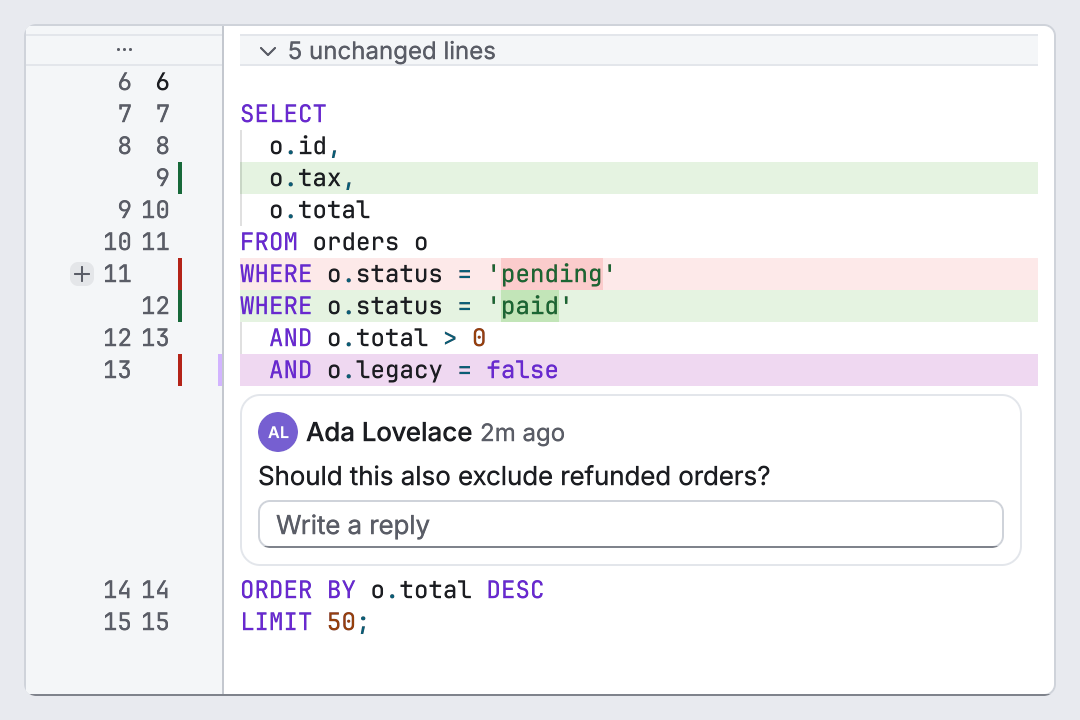 ... 5 unchanged lines
6 6
7 7 SELECT
8 8 o.id,
9 o.tax,
9 10 o.total
10 11 FROM orders o
+ 11 WHERE o.status = 'pending'
12 WHERE o.status = 'paid'
12 13 AND o.total > 0
13 AND o.legacy = false
AL Ada Lovelace 2m ago
Should this also exclude refunded orders?
Write a reply
14 14 ORDER BY o.total DESC
15 15 LIMIT 50;